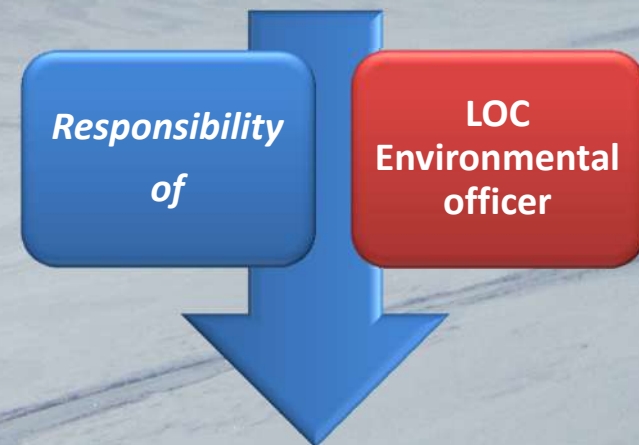 Responsibility
of
LOC
Environmental
officer